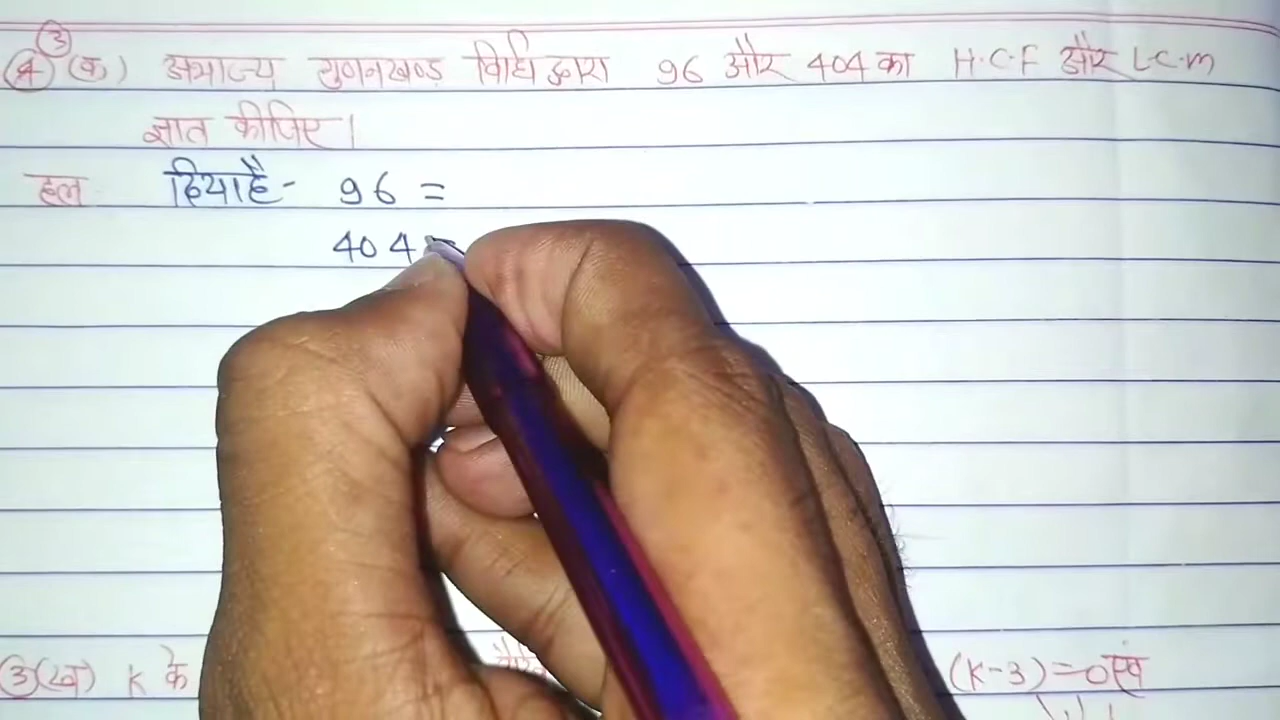 ③
④ (क) अभाज्य गुणनखण्ड विधि द्वारा 96 और 404 का H.C.F और L.C.M
ज्ञात कीजिए।
हल दिया है - 96 =
404
③(ख) K के (K-3)=0 एवं